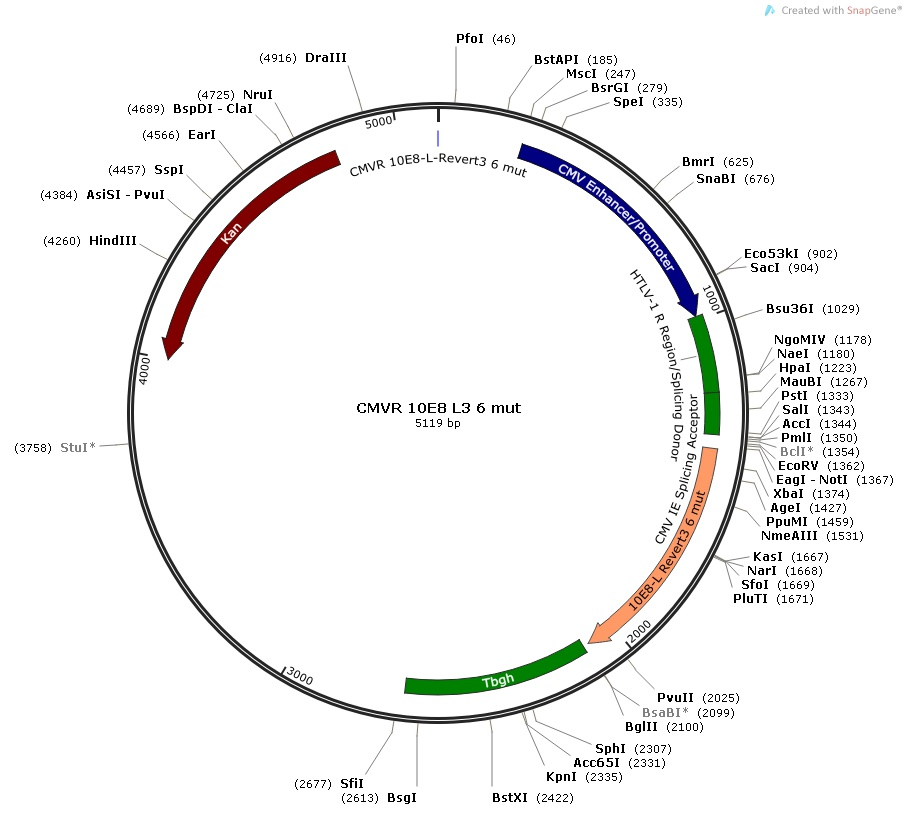 Created with SnapGene®
PfoI (46)
BstAPI (185)
MscI (247)
BsrGI (279)
SpeI (335)
BmrI (625)
SnaBI (676)
Eco53kI (902)
SacI (904)
1000
Bsu36I (1029)
NgoMIV (1178)
NaeI (1180)
HpaI (1223)
MauBI (1267)
PstI (1333)
SalI (1343)
AccI (1344)
PmlI (1350)
BclI* (1354)
EcoRV (1362)
EagI - NotI (1367)
XbaI (1374)
AgeI (1427)
PpuMI (1459)
NmeAIII (1531)
KasI (1667)
NarI (1668)
SfoI (1669)
PluTI (1671)
2000
PvuII (2025)
BsaBI* (2099)
BglII (2100)
SphI (2307)
Acc65I (2331)
KpnI (2335)
BstXI (2422)
(2613) BsgI
(2677) SfiI
3000
(3758) StuI*
4000
(4260) HindIII
(4384) AsiSI - PvuI
(4457) SspI
(4566) EarI
(4689) BspDI - ClaI
(4725) NruI
(4916) DraIII
5000
CMVR 10E8-L-Revert3 6 mut
CMV Enhancer/Promoter
HTLV-1 R Region/Splicing Donor
CMV IE Splicing Acceptor
10E8-L Revert3 6 mut
Tbgh
Kan
CMVR 10E8 L3 6 mut
5119 bp